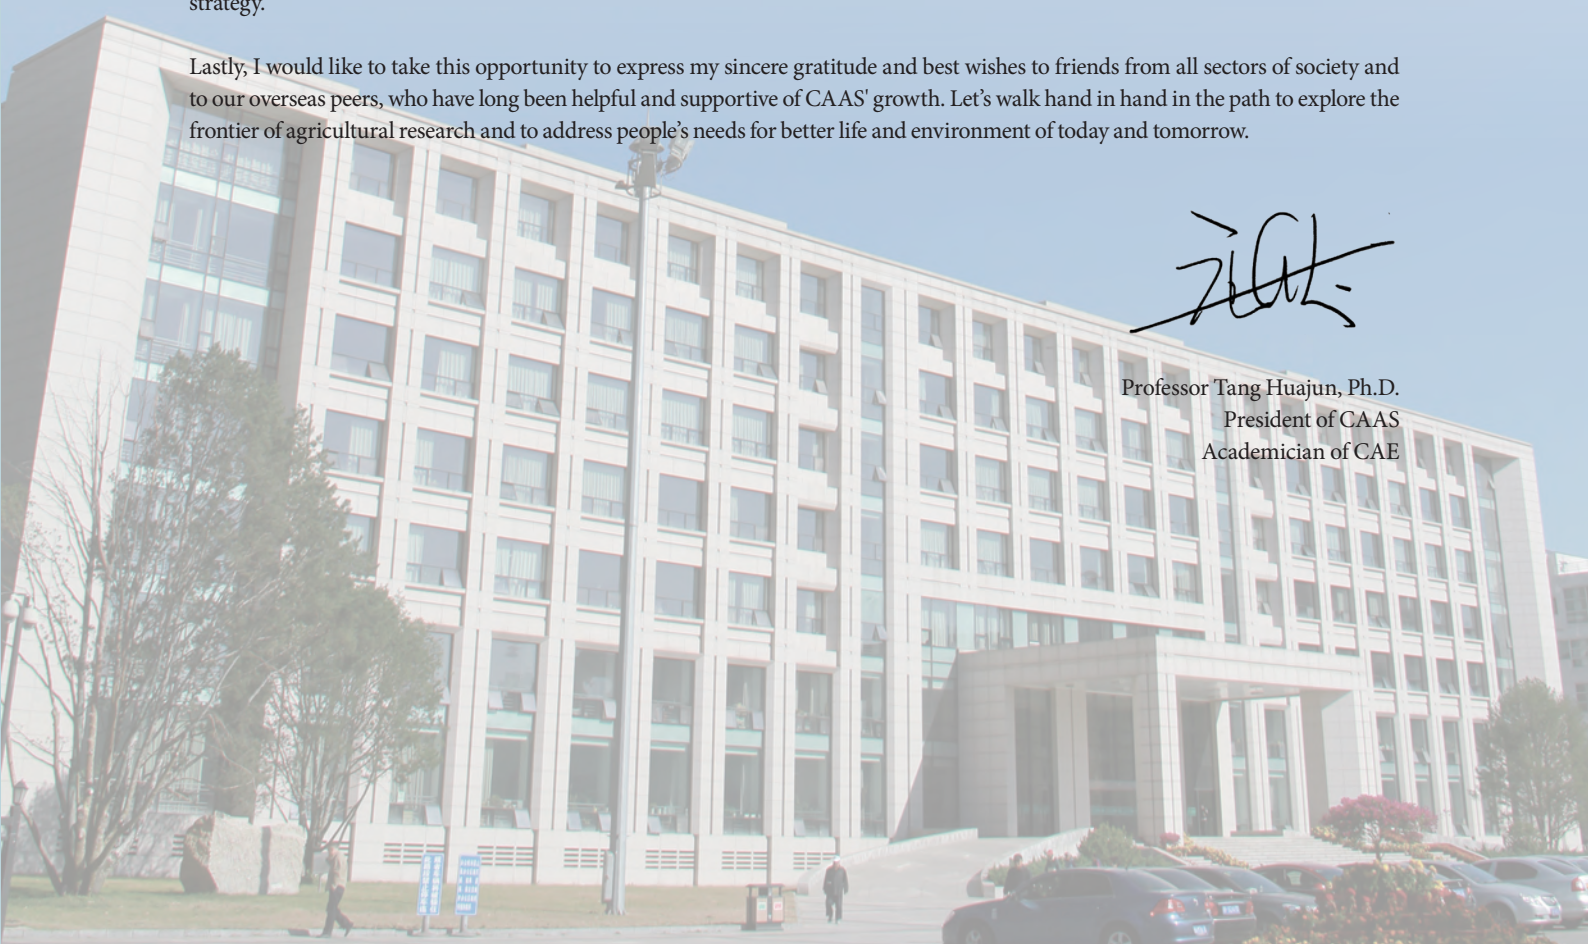 strategy.
Lastly, I would like to take this opportunity to express my sincere gratitude and best wishes to friends from all sectors of society and
to our overseas peers, who have long been helpful and supportive of CAAS' growth. Let’s walk hand in hand in the path to explore the
frontier of agricultural research and to address people’s needs for better life and environment of today and tomorrow.
Professor Tang Huajun, Ph.D.
President of CAAS
Academician of CAE